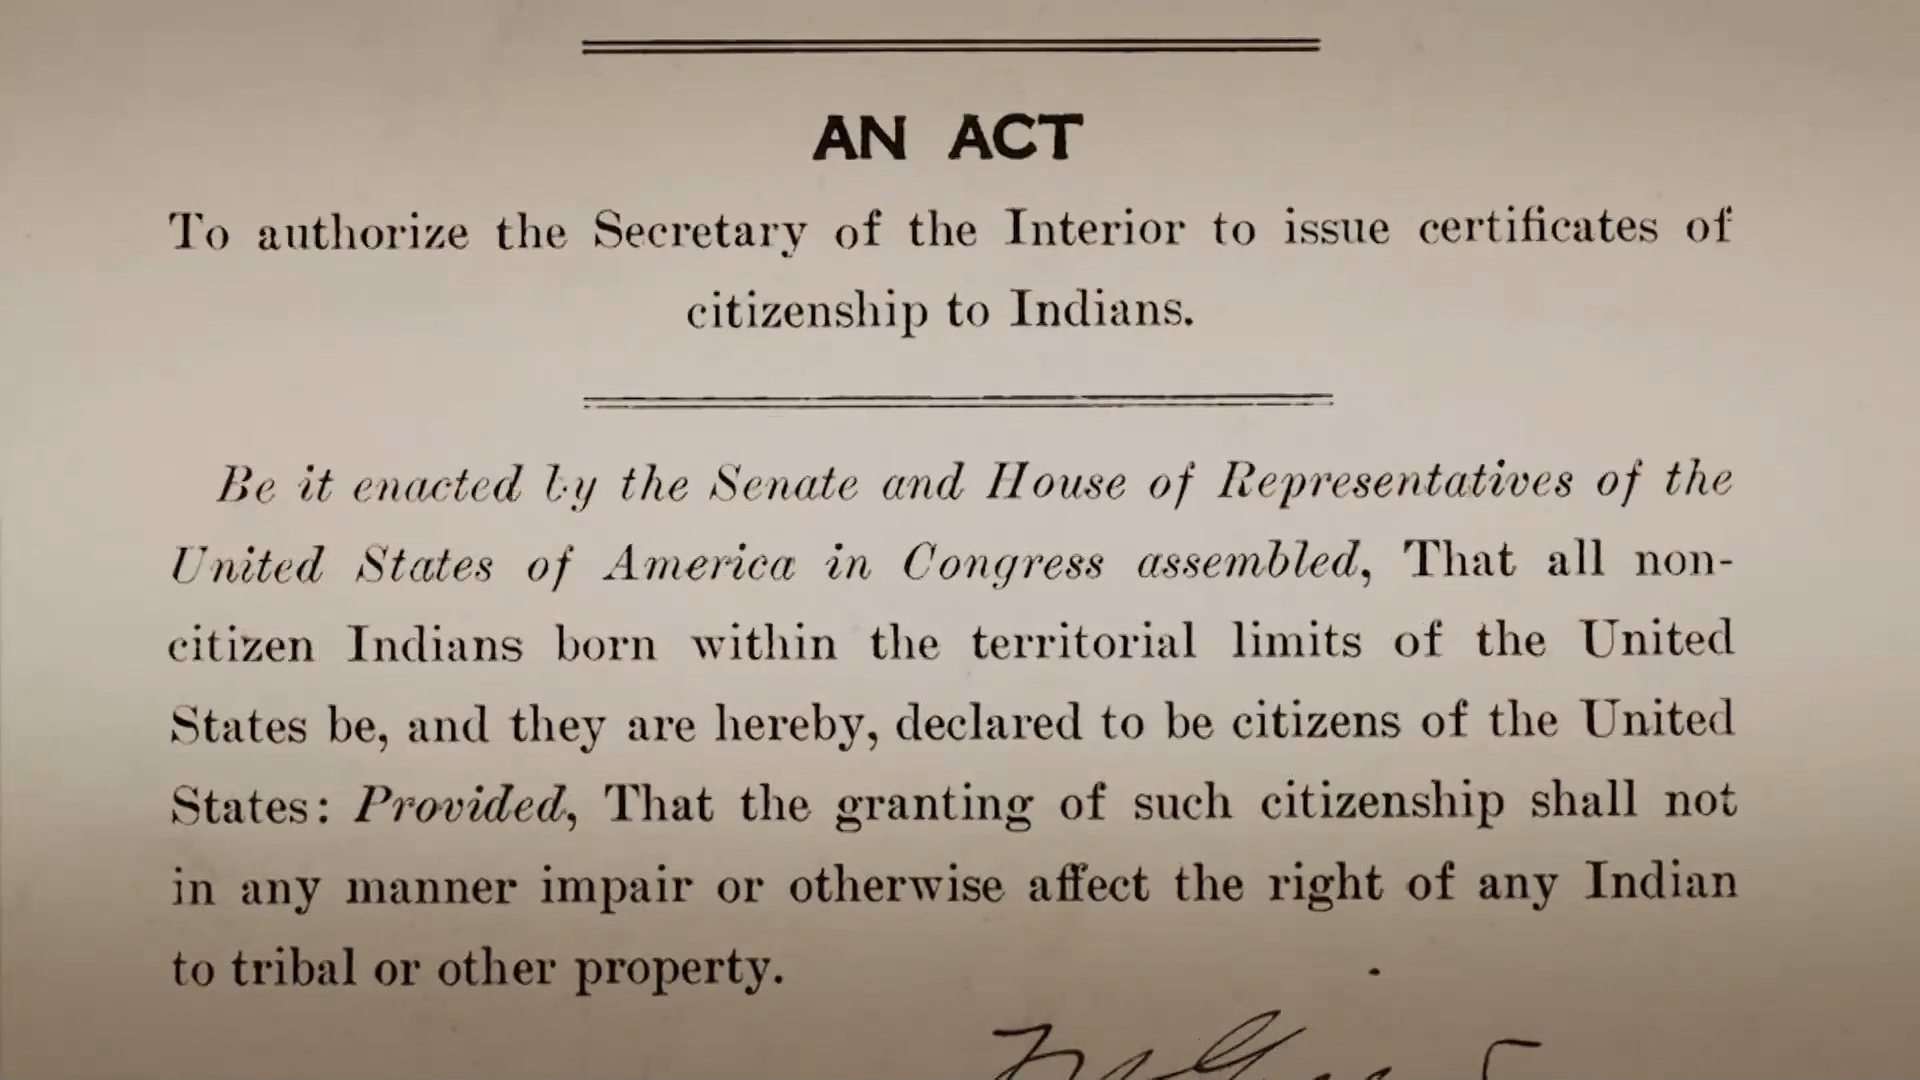 AN ACT
To authorize the Secretary of the Interior to issue certificates of
citizenship to Indians.
Be it enacted by the Senate and House of Representatives of the
United States of America in Congress assembled, That all non-
citizen Indians born within the territorial limits of the United
States be, and they are hereby, declared to be citizens of the United
States: Provided, That the granting of such citizenship shall not
in any manner impair or otherwise affect the right of any Indian
to tribal or other property.